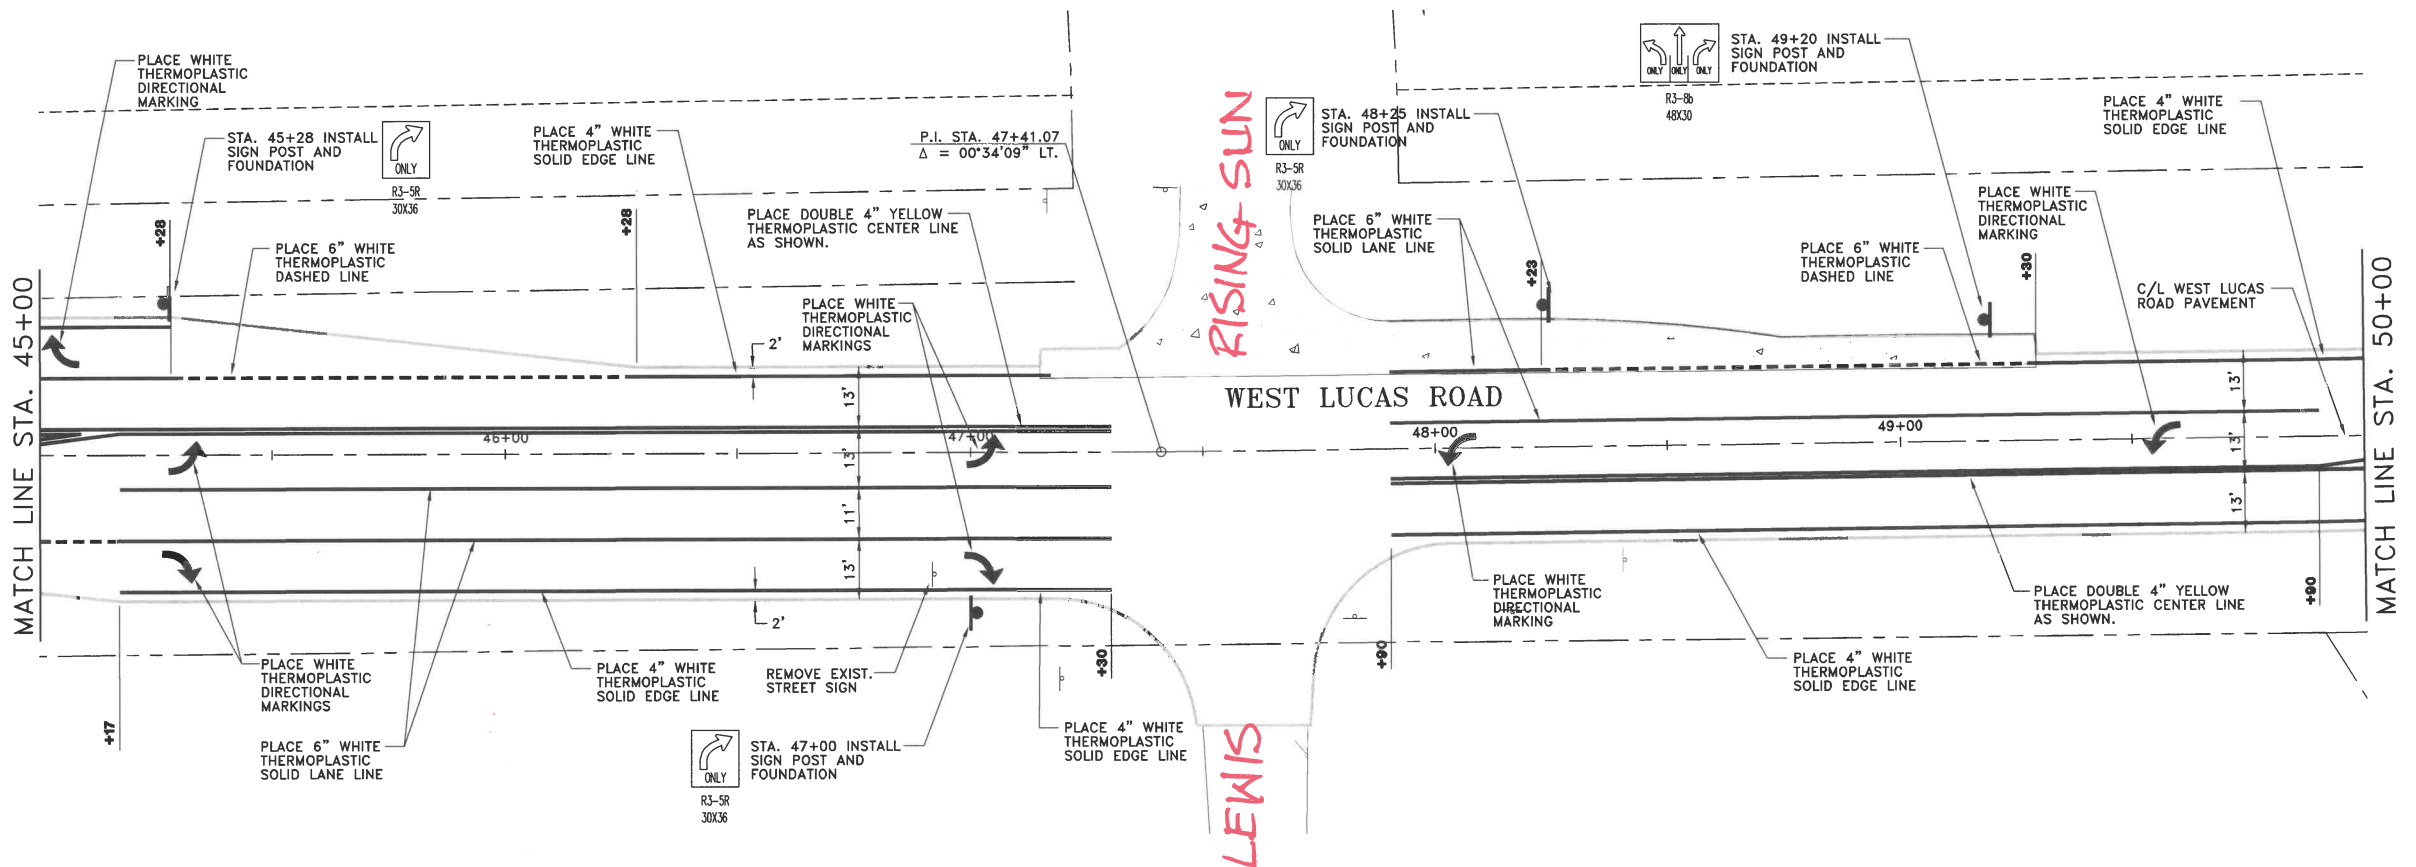 PLACE WHITE
THERMOPLASTIC
DIRECTIONAL
MARKING
STA. 45+28 INSTALL
SIGN POST AND
FOUNDATION
ONLY
R3-5R
30X36
PLACE 4" WHITE
THERMOPLASTIC
SOLID EDGE LINE
P.I. STA. 47+41.07
Δ = 00°34'09" LT.
RISING SUN
ONLY
R3-5R
30X36
STA. 48+25 INSTALL
SIGN POST AND
FOUNDATION
ONLY ONLY ONLY
R3-8b
48X30
STA. 49+20 INSTALL
SIGN POST AND
FOUNDATION
PLACE 4" WHITE
THERMOPLASTIC
SOLID EDGE LINE
+28
PLACE 6" WHITE
THERMOPLASTIC
DASHED LINE
+28
PLACE DOUBLE 4" YELLOW
THERMOPLASTIC CENTER LINE
AS SHOWN.
PLACE WHITE
THERMOPLASTIC
DIRECTIONAL
MARKINGS
PLACE 6" WHITE
THERMOPLASTIC
SOLID LANE LINE
+23
PLACE 6" WHITE
THERMOPLASTIC
DASHED LINE
PLACE WHITE
THERMOPLASTIC
DIRECTIONAL
MARKING
+30
C/L WEST LUCAS
ROAD PAVEMENT
MATCH LINE STA. 45+00
MATCH LINE STA. 50+00
2'
13'
13'
11'
13'
2'
WEST LUCAS ROAD
46+00
47+00
48+00
49+00
13'
13'
13'
PLACE WHITE
THERMOPLASTIC
DIRECTIONAL
MARKING
PLACE DOUBLE 4" YELLOW
THERMOPLASTIC CENTER LINE
AS SHOWN.
+90
+17
PLACE WHITE
THERMOPLASTIC
DIRECTIONAL
MARKINGS
PLACE 6" WHITE
THERMOPLASTIC
SOLID LANE LINE
PLACE 4" WHITE
THERMOPLASTIC
SOLID EDGE LINE
REMOVE EXIST.
STREET SIGN
ONLY
R3-5R
30X36
STA. 47+00 INSTALL
SIGN POST AND
FOUNDATION
+30
PLACE 4" WHITE
THERMOPLASTIC
SOLID EDGE LINE
LEWIS
+90
PLACE 4" WHITE
THERMOPLASTIC
SOLID EDGE LINE